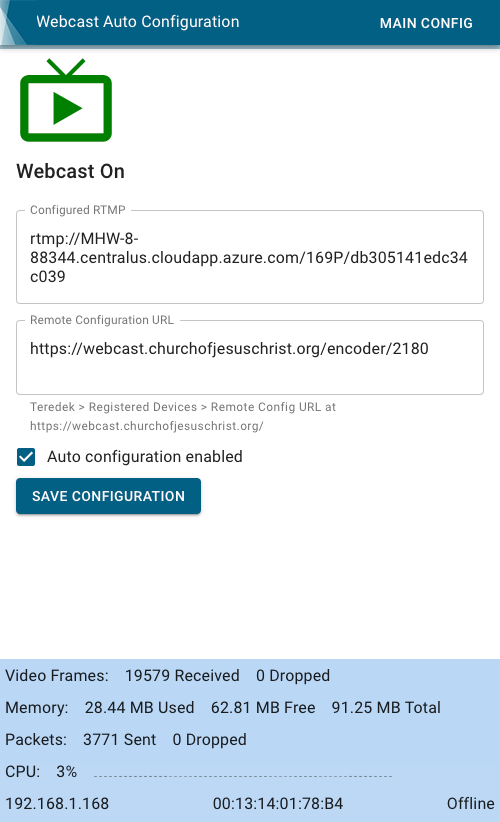 Webcast Auto Configuration MAIN CONFIG
Webcast On
Configured RTMP
rtmp://MHW-8-
88344.centralus.cloudapp.azure.com/169P/db305141edc34
c039
Remote Configuration URL
https://webcast.churchofjesuschrist.org/encoder/2180
Teredek > Registered Devices > Remote Config URL at
https://webcast.churchofjesuschrist.org/
Auto configuration enabled
SAVE CONFIGURATION
Video Frames: 19579 Received 0 Dropped
Memory: 28.44 MB Used 62.81 MB Free 91.25 MB Total
Packets: 3771 Sent 0 Dropped
CPU: 3%
192.168.1.168 00:13:14:01:78:B4 Offline